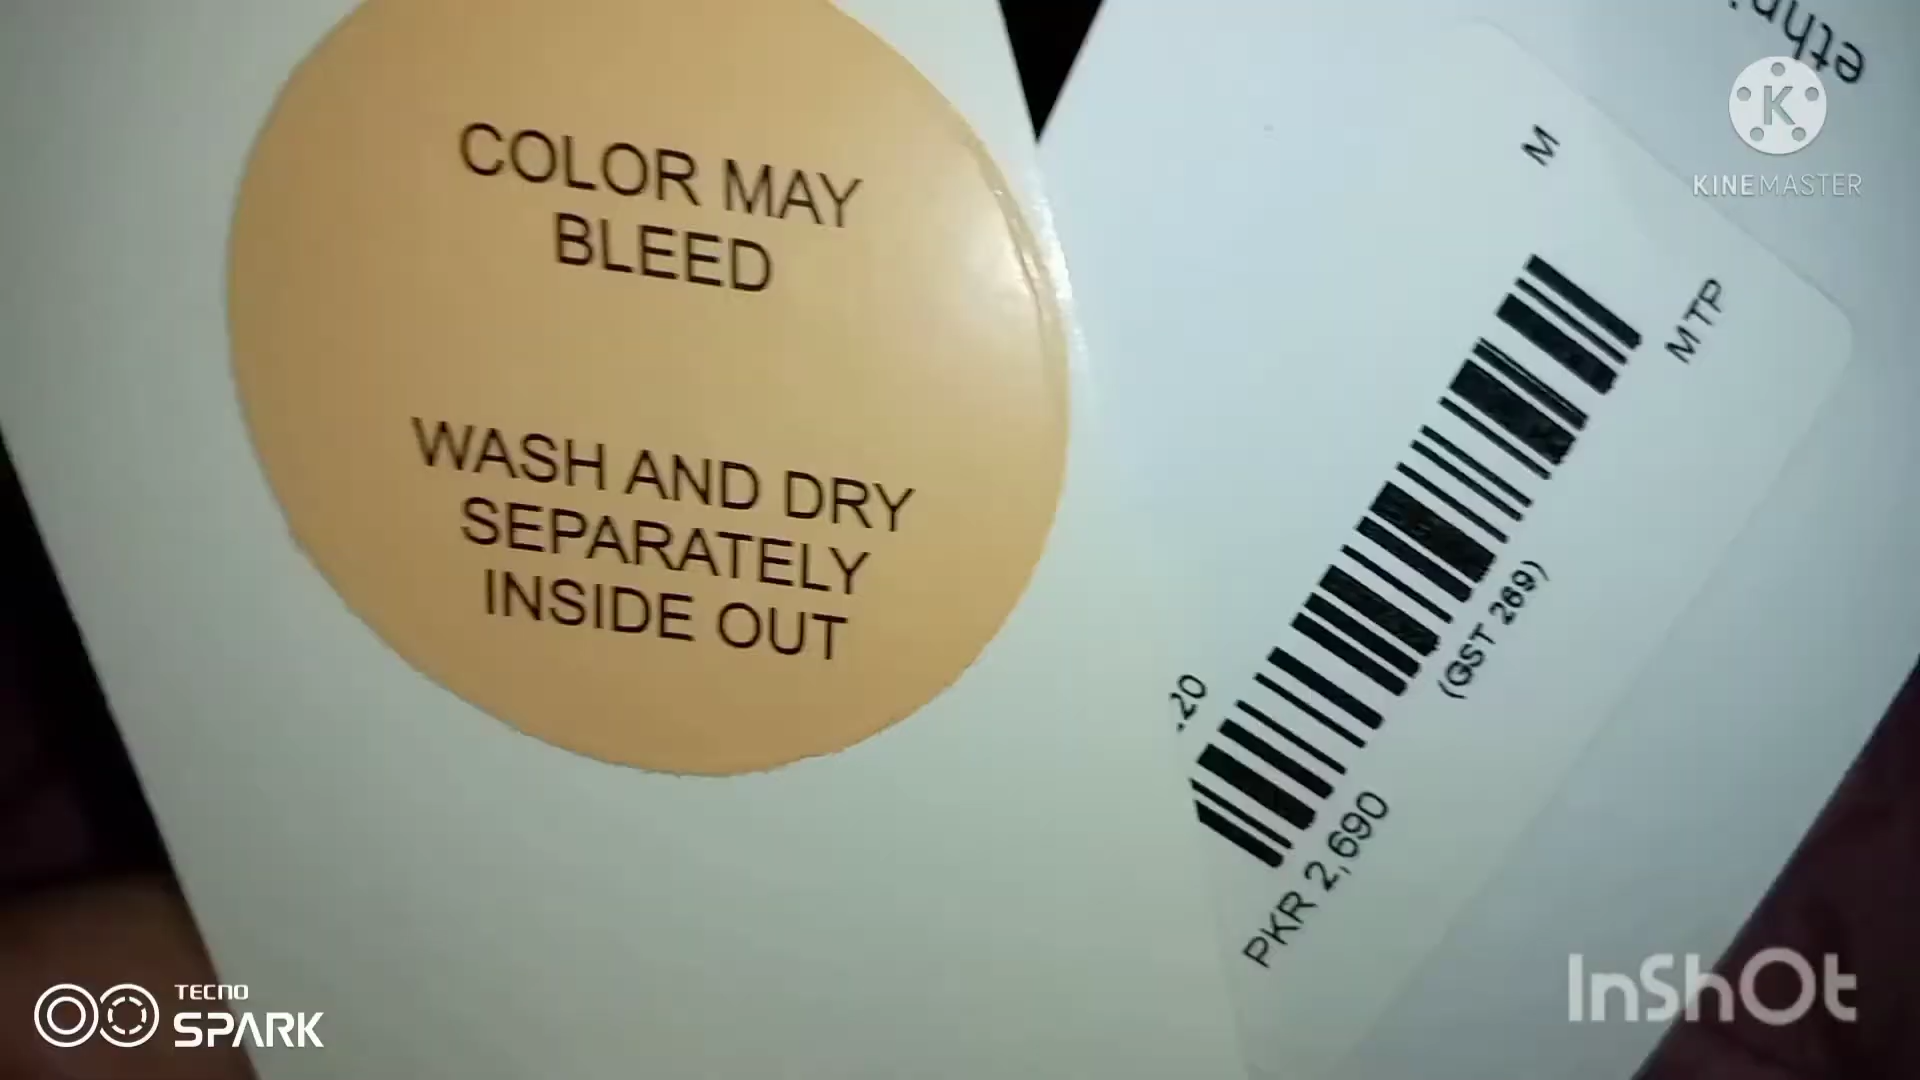 COLOR MAY
BLEED
WASH AND DRY
SEPARATELY
INSIDE OUT
M
MTP
20
(GST 269)
PKR 2,690
KINEMASTER
TECNO
SPARK
InShOt